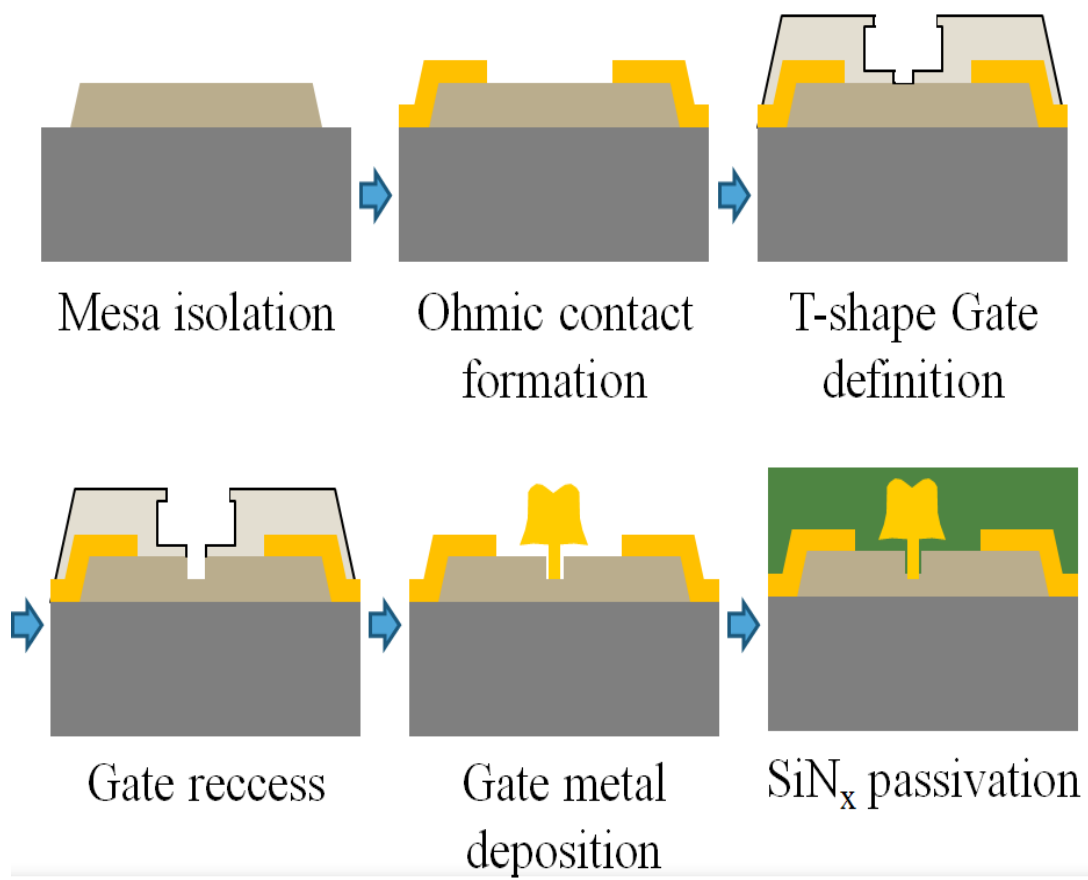 Mesa isolation
Ohmic contact
formation
T-shape Gate
definition
Gate reccess
Gate metal
deposition
SiNx passivation